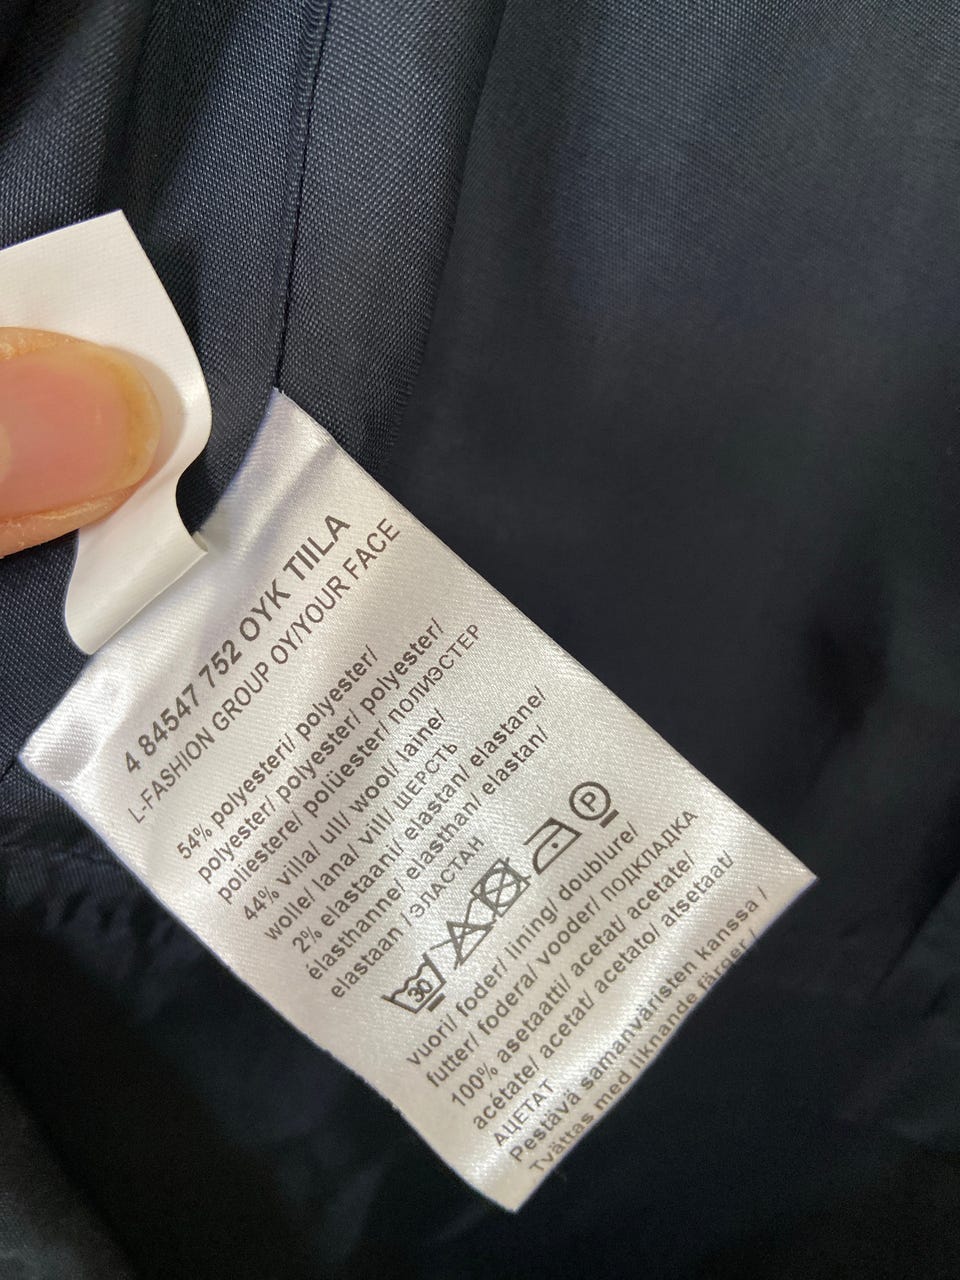 4 84547 752 OYK TIILA
L-FASHION GROUP OY/YOUR FACE
54% polyesteri/ polyester/
polyester/ polyester/ polyester/
poliestere/ polüester/ ПОЛИЭСТЕР
44% villa/ ull/ wool/ laine/
wolle/ lana/ vill/ ШЕРСТЬ
2% elastaani/ elastan/ elastane/
élasthanne/ elasthan/ elastan/
elastaan / ЭЛАСТАН
30 P
vuori/ foder/ lining/ doublure/
futter/ fodera/ vooder/ ПОДКЛАДКА
100% asetaatti/ acetat/ acetate/
acétate/ acetat/ acetato/ atsetaat/
АЦЕТАТ
Pestävä samanväristen kanssa /
Tvättas med liknande färger /